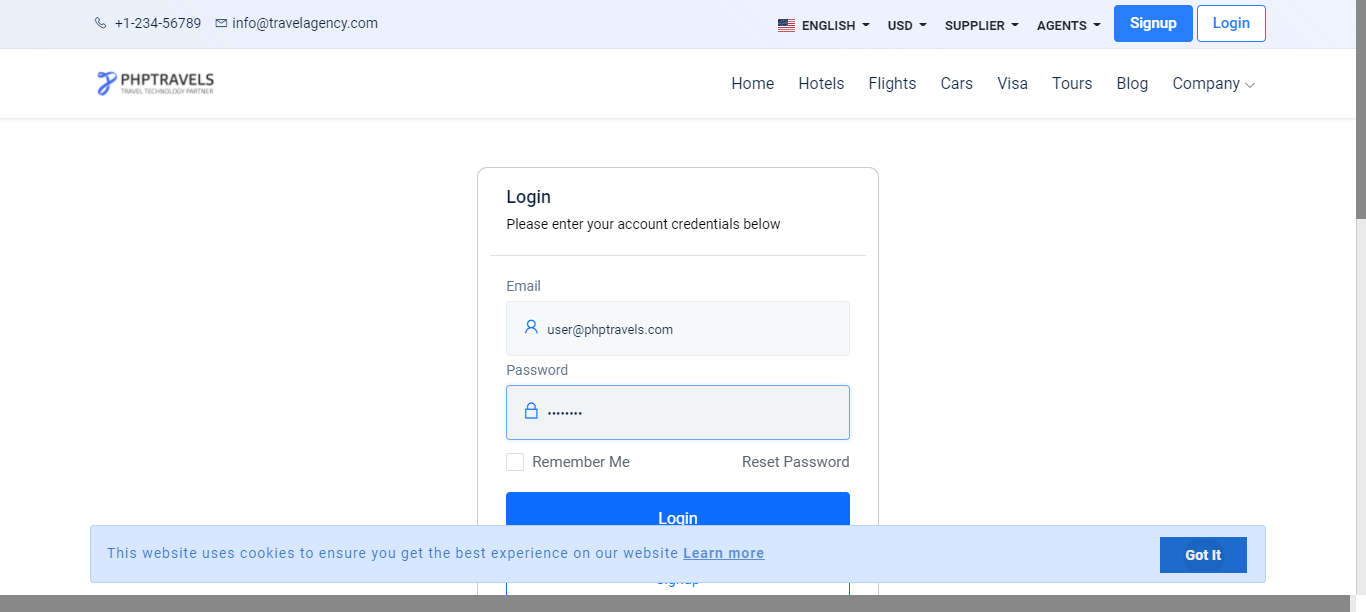 +1-234-56789 info@travelagency.com ENGLISH USD SUPPLIER AGENTS Signup Login
PHPTRAVELS
TRAVEL TECHNOLOGY PARTNER
Home Hotels Flights Cars Visa Tours Blog Company
Login
Please enter your account credentials below
Email
user@phptravels.com
Password
••••••••
Remember Me Reset Password
Login
This website uses cookies to ensure you get the best experience on our website Learn more Got It
Signup